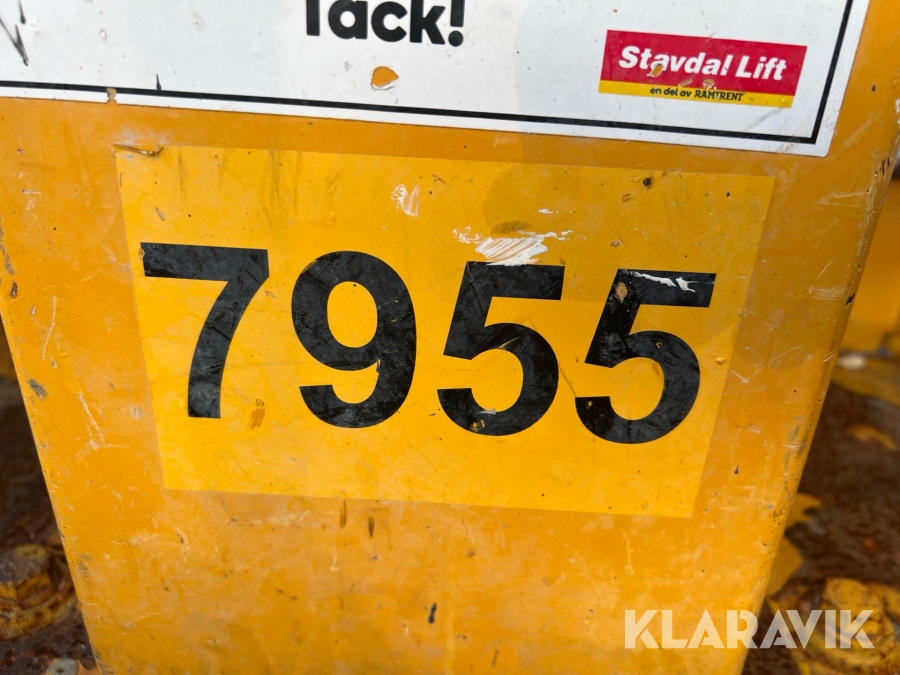 Tack!
Stavdal Lift
en del av RAMIRENT
7955
KLARAVIK